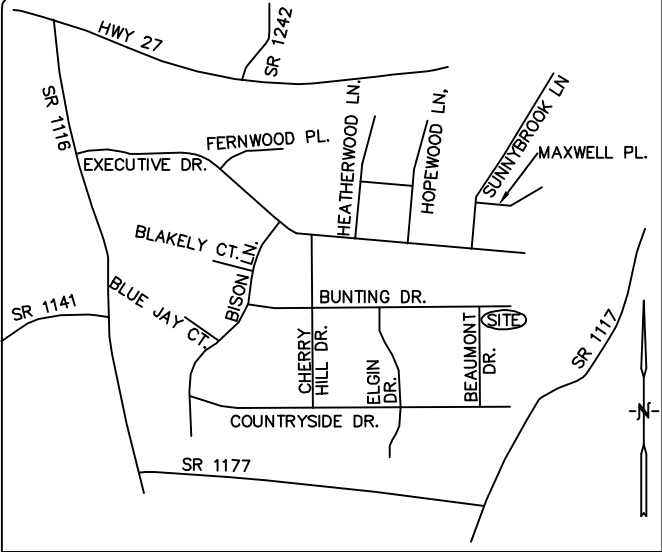 HWY 27
SR 1242
SR 1116
FERNWOOD PL.
EXECUTIVE DR.
HEATHERWOOD LN.
HOPEWOOD LN,
SUNNYBROOK LN
MAXWELL PL.
BLAKELY CT.
BISON LN.
BLUE JAY CT.
SR 1141
BUNTING DR.
SITE
SR 1117
CHERRY
HILL DR.
ELGIN
DR.
BEAUMONT
DR.
COUNTRYSIDE DR.
SR 1177
N